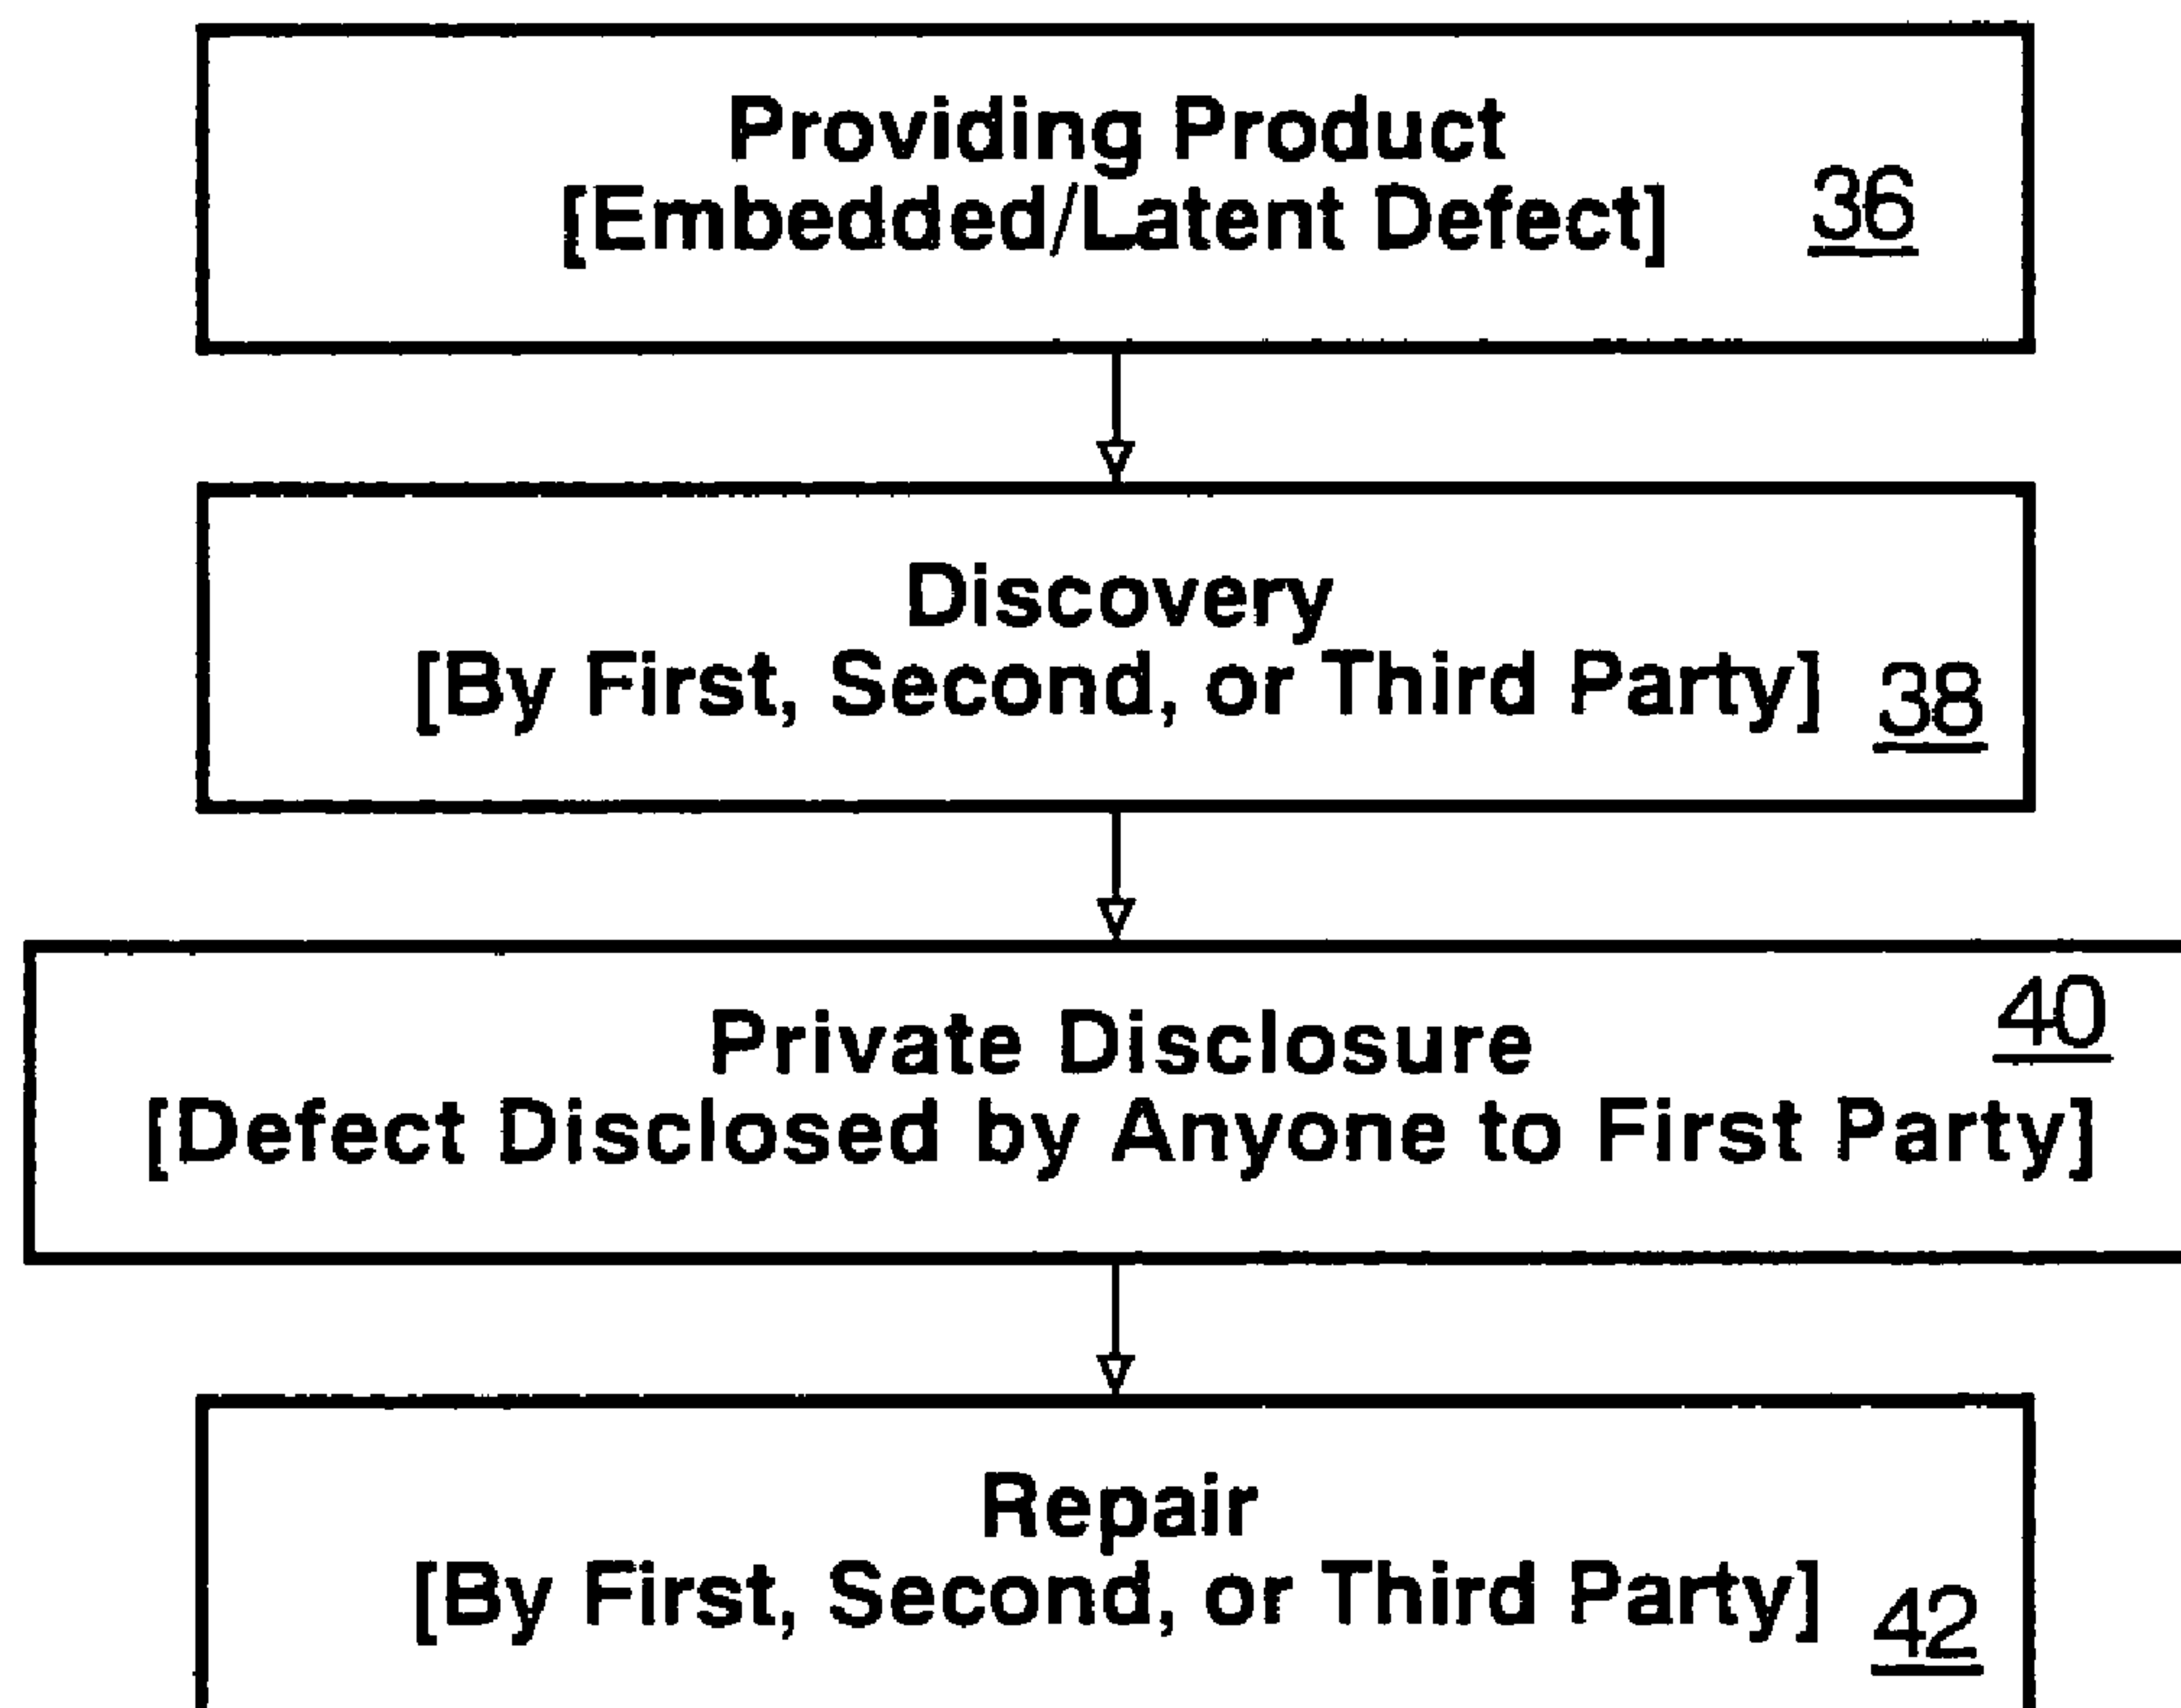 Providing Product
[Embedded/Latent Defect]
36
Discovery
[By First, Second, or Third Party]
38
40
Private Disclosure
[Defect Disclosed by Anyone to First Party]
Repair
[By First, Second, or Third Party]
42